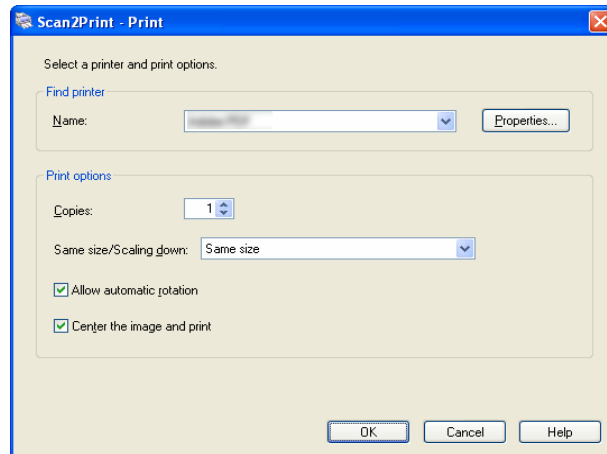 Scan2Print - Print
Select a printer and print options.
Find printer
Name:
Properties...
Print options
Copies: 1
Same size/Scaling down: Same size
Allow automatic rotation
Center the image and print
OK Cancel Help